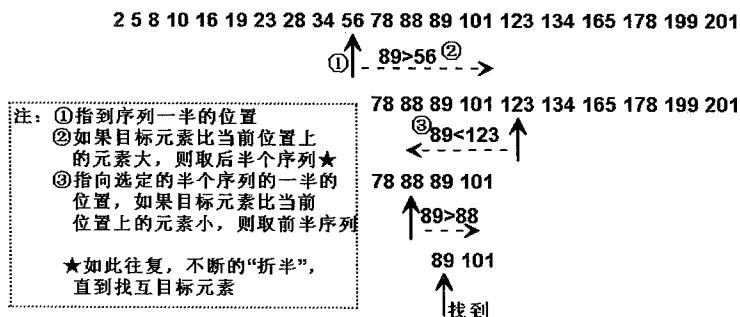 2 5 8 10 16 19 23 28 34 56 78 88 89 101 123 134 165 178 199 201
① 89>56 ②
78 88 89 101 123 134 165 178 199 201
③ 89<123
78 88 89 101
89>88
89 101
找到
注：①指到序列一半的位置
②如果目标元素比当前位置上
的元素大，则取后半个序列★
③指向选定的半个序列的一半的
位置，如果目标元素比当前
位置上的元素小，则取前半序列
★如此往复，不断的“折半”，
直到找互目标元素